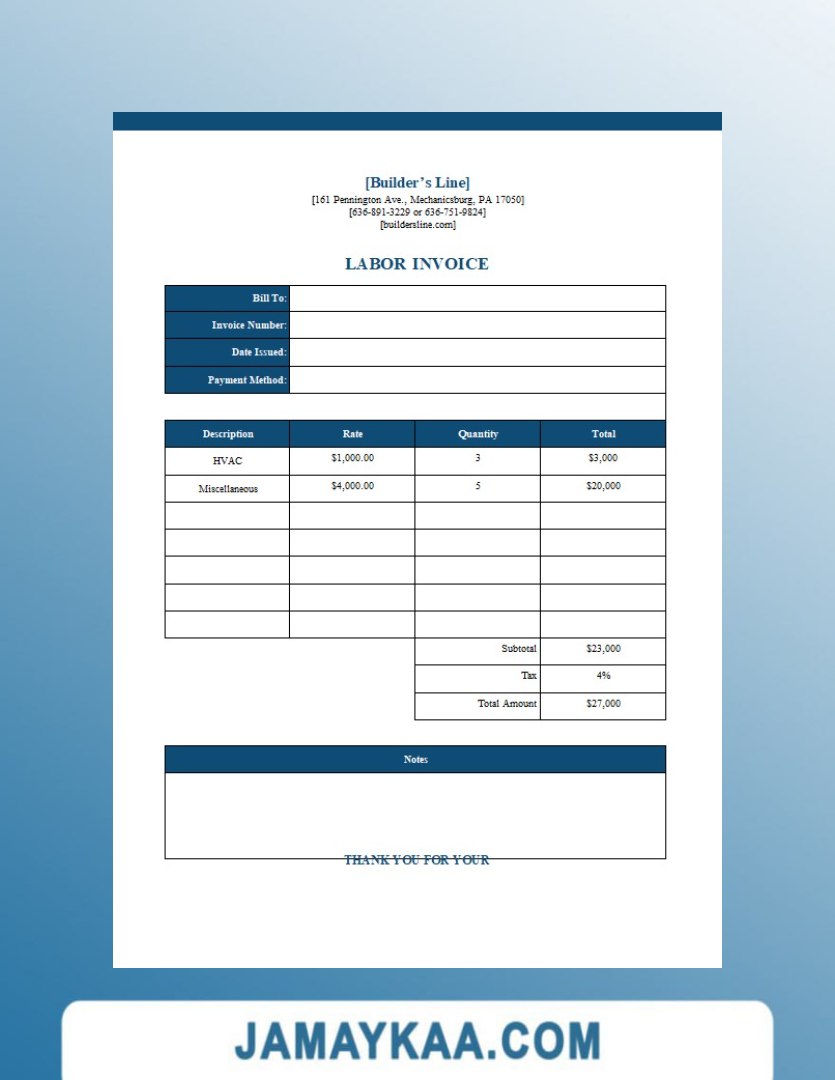 [Builder's Line]
[161 Pennington Ave., Mechanicsburg, PA 17050]
[636-891-3229 or 636-751-9824]
[buildersline.com]
LABOR INVOICE
Bill To:
Invoice Number:
Date Issued:
Payment Method:
Description Rate Quantity Total
HVAC $1,000.00 3 $3,000
Miscellaneous $4,000.00 5 $20,000
Subtotal $23,000
Tax 4%
Total Amount $27,000
Notes
THANK YOU FOR YOUR
JAMAYKAA.COM